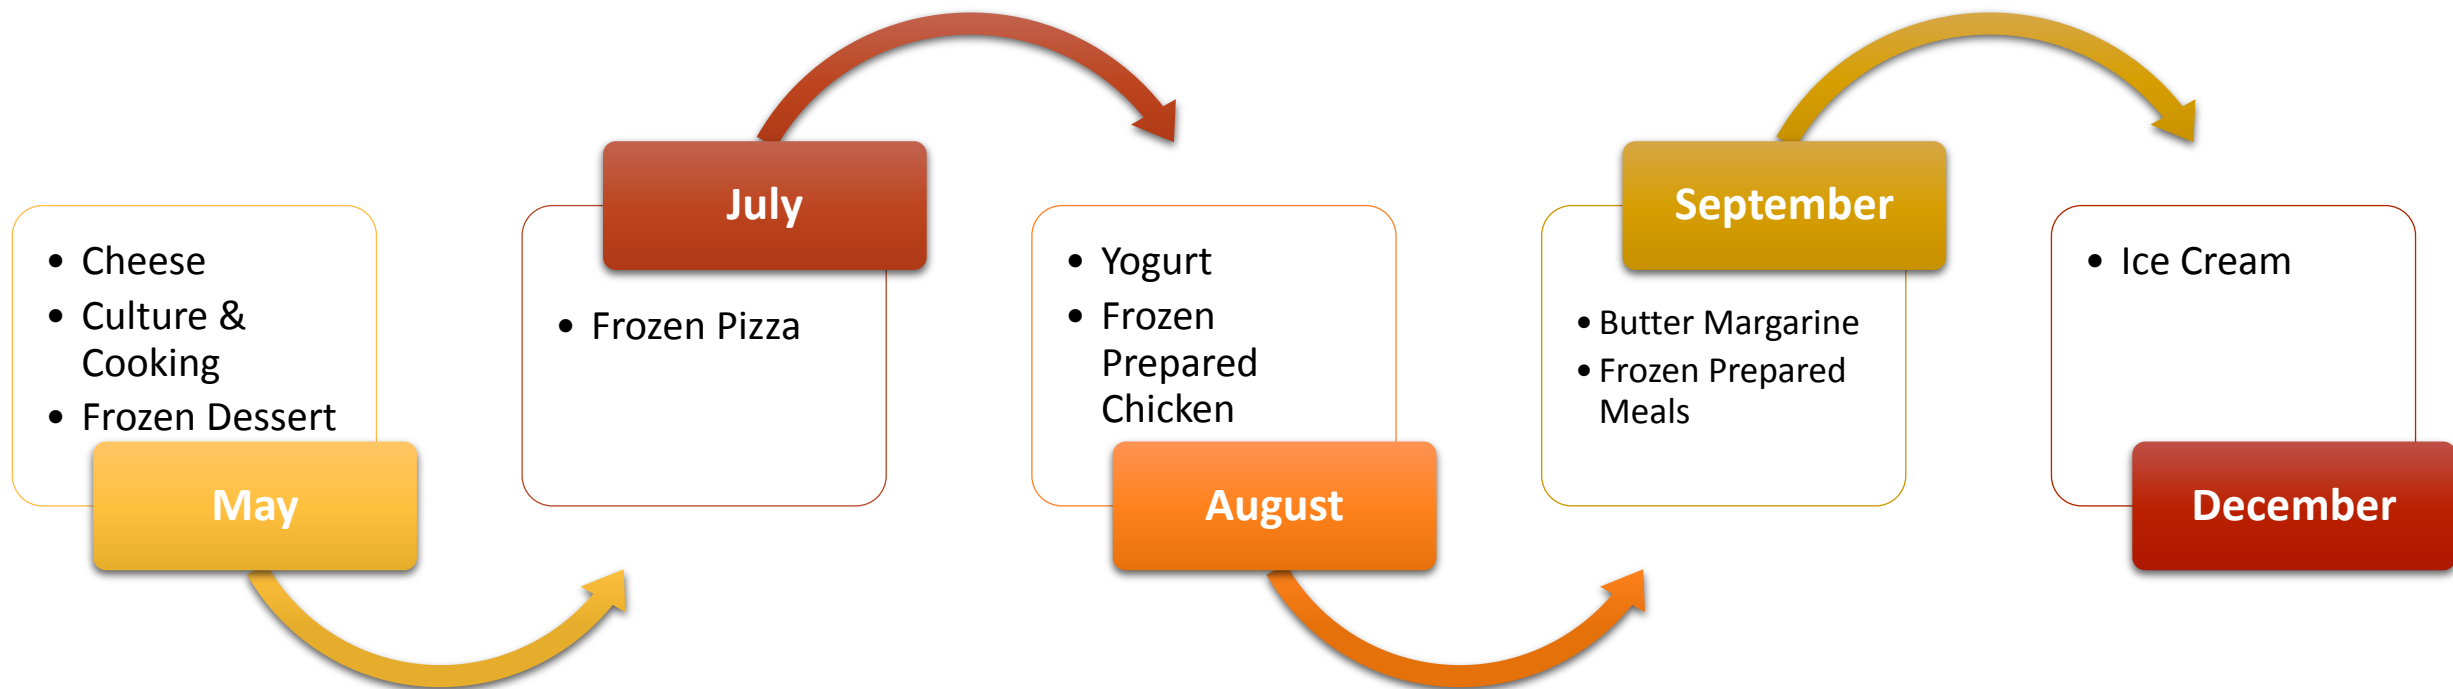 • Cheese
• Culture &
Cooking
• Frozen Dessert
May
July
• Frozen Pizza
• Yogurt
• Frozen
Prepared
Chicken
August
September
• Butter Margarine
• Frozen Prepared
Meals
• Ice Cream
December